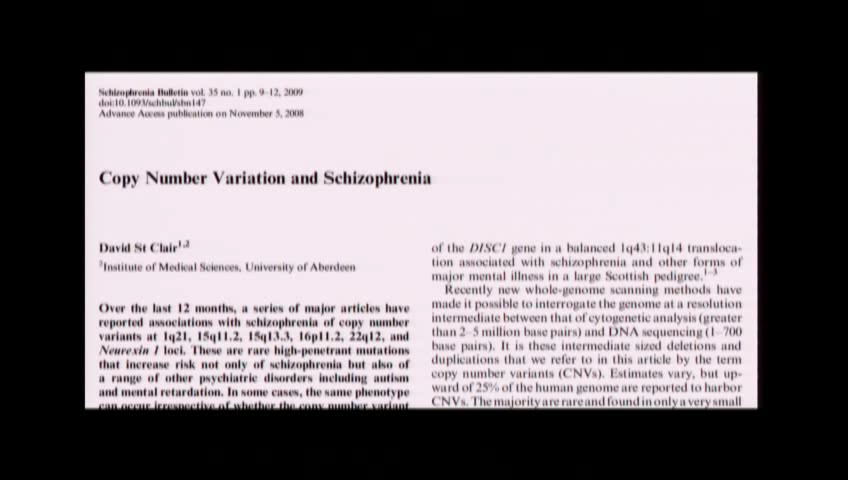 Schizophrenia Bulletin vol. 35 no. 1 pp. 9–12, 2009
doi:10.1093/schbul/sbn147
Advance Access publication on November 5, 2008
Copy Number Variation and Schizophrenia
David St Clair1,2
2Institute of Medical Sciences, University of Aberdeen
Over the last 12 months, a series of major articles have
reported associations with schizophrenia of copy number
variants at 1q21, 15q11.2, 15q13.3, 16p11.2, 22q12, and
Neurexin 1 loci. These are rare high-penetrant mutations
that increase risk not only of schizophrenia but also of
a range of other psychiatric disorders including autism
and mental retardation. In some cases, the same phenotype
can occur irrespective of whether the copy number variant
of the DISC1 gene in a balanced 1q43:11q14 transloca-
tion associated with schizophrenia and other forms of
major mental illness in a large Scottish pedigree.1–3
Recently new whole-genome scanning methods have
made it possible to interrogate the genome at a resolution
intermediate between that of cytogenetic analysis (greater
than 2–5 million base pairs) and DNA sequencing (1–700
base pairs). It is these intermediate sized deletions and
duplications that we refer to in this article by the term
copy number variants (CNVs). Estimates vary, but up-
ward of 25% of the human genome are reported to harbor
CNVs. The majority are rare and found in only a very small